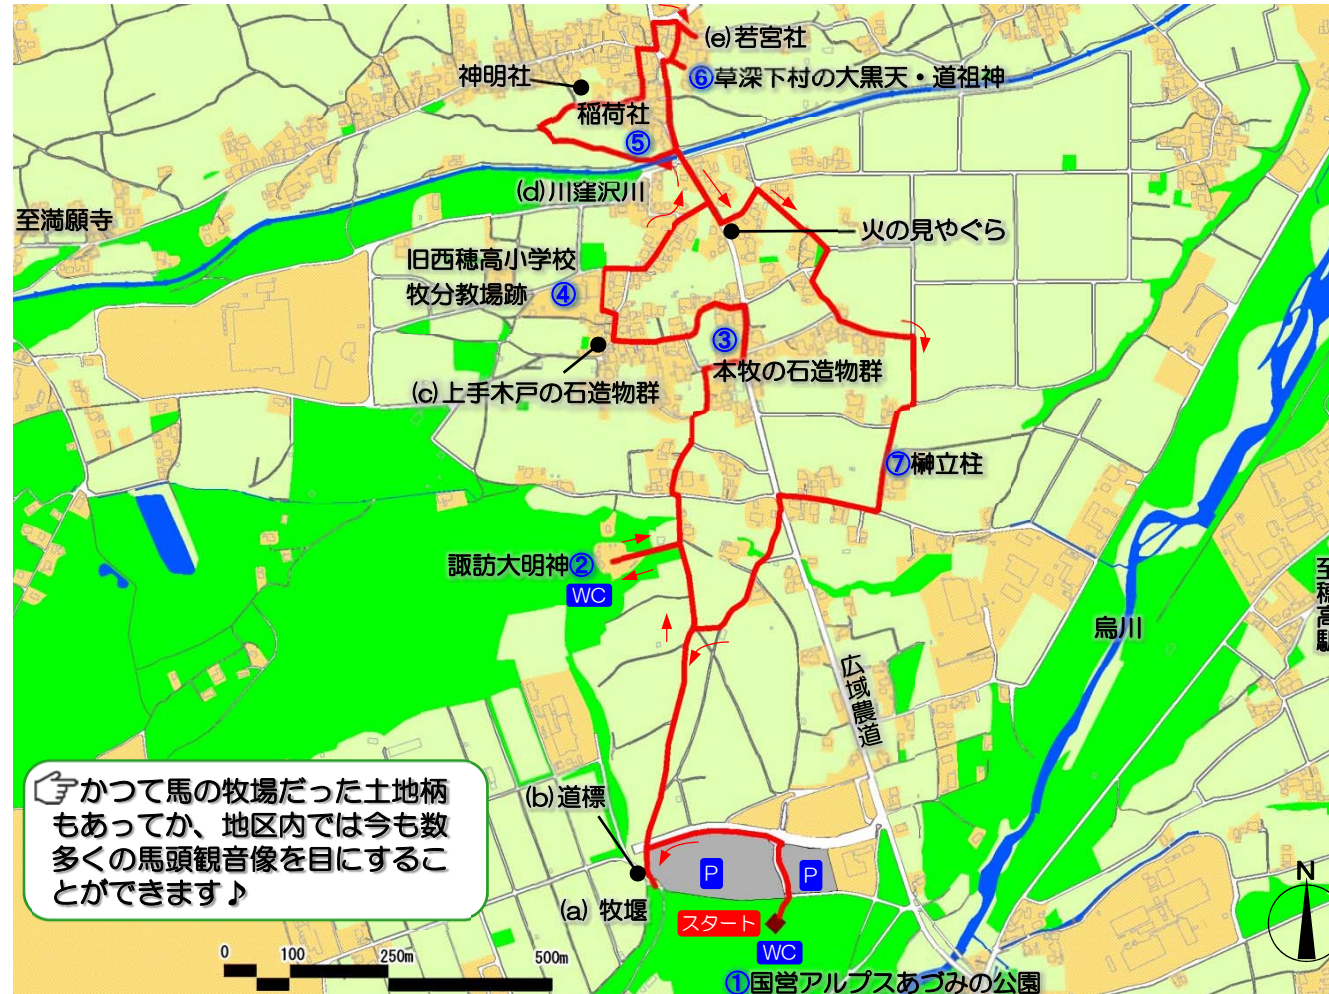 (e)若宮社
神明社
⑥草深下村の大黒天・道祖神
稲荷社
⑤
(d)川窪沢川
至満願寺
火の見やぐら
旧西穂高小学校
牧分教場跡 ④
③
本牧の石造物群
(c)上手木戸の石造物群
⑦榊立柱
諏訪大明神②
WC
至穂高駅
烏川
広域農道
☞かつて馬の牧場だった土地柄
もあってか、地区内では今も数
多くの馬頭観音像を目にするこ
とができます♪
(b)道標
P
P
(a) 牧堰
スタート
WC
N
0 100 250m 500m
①国営アルプスあづみの公園